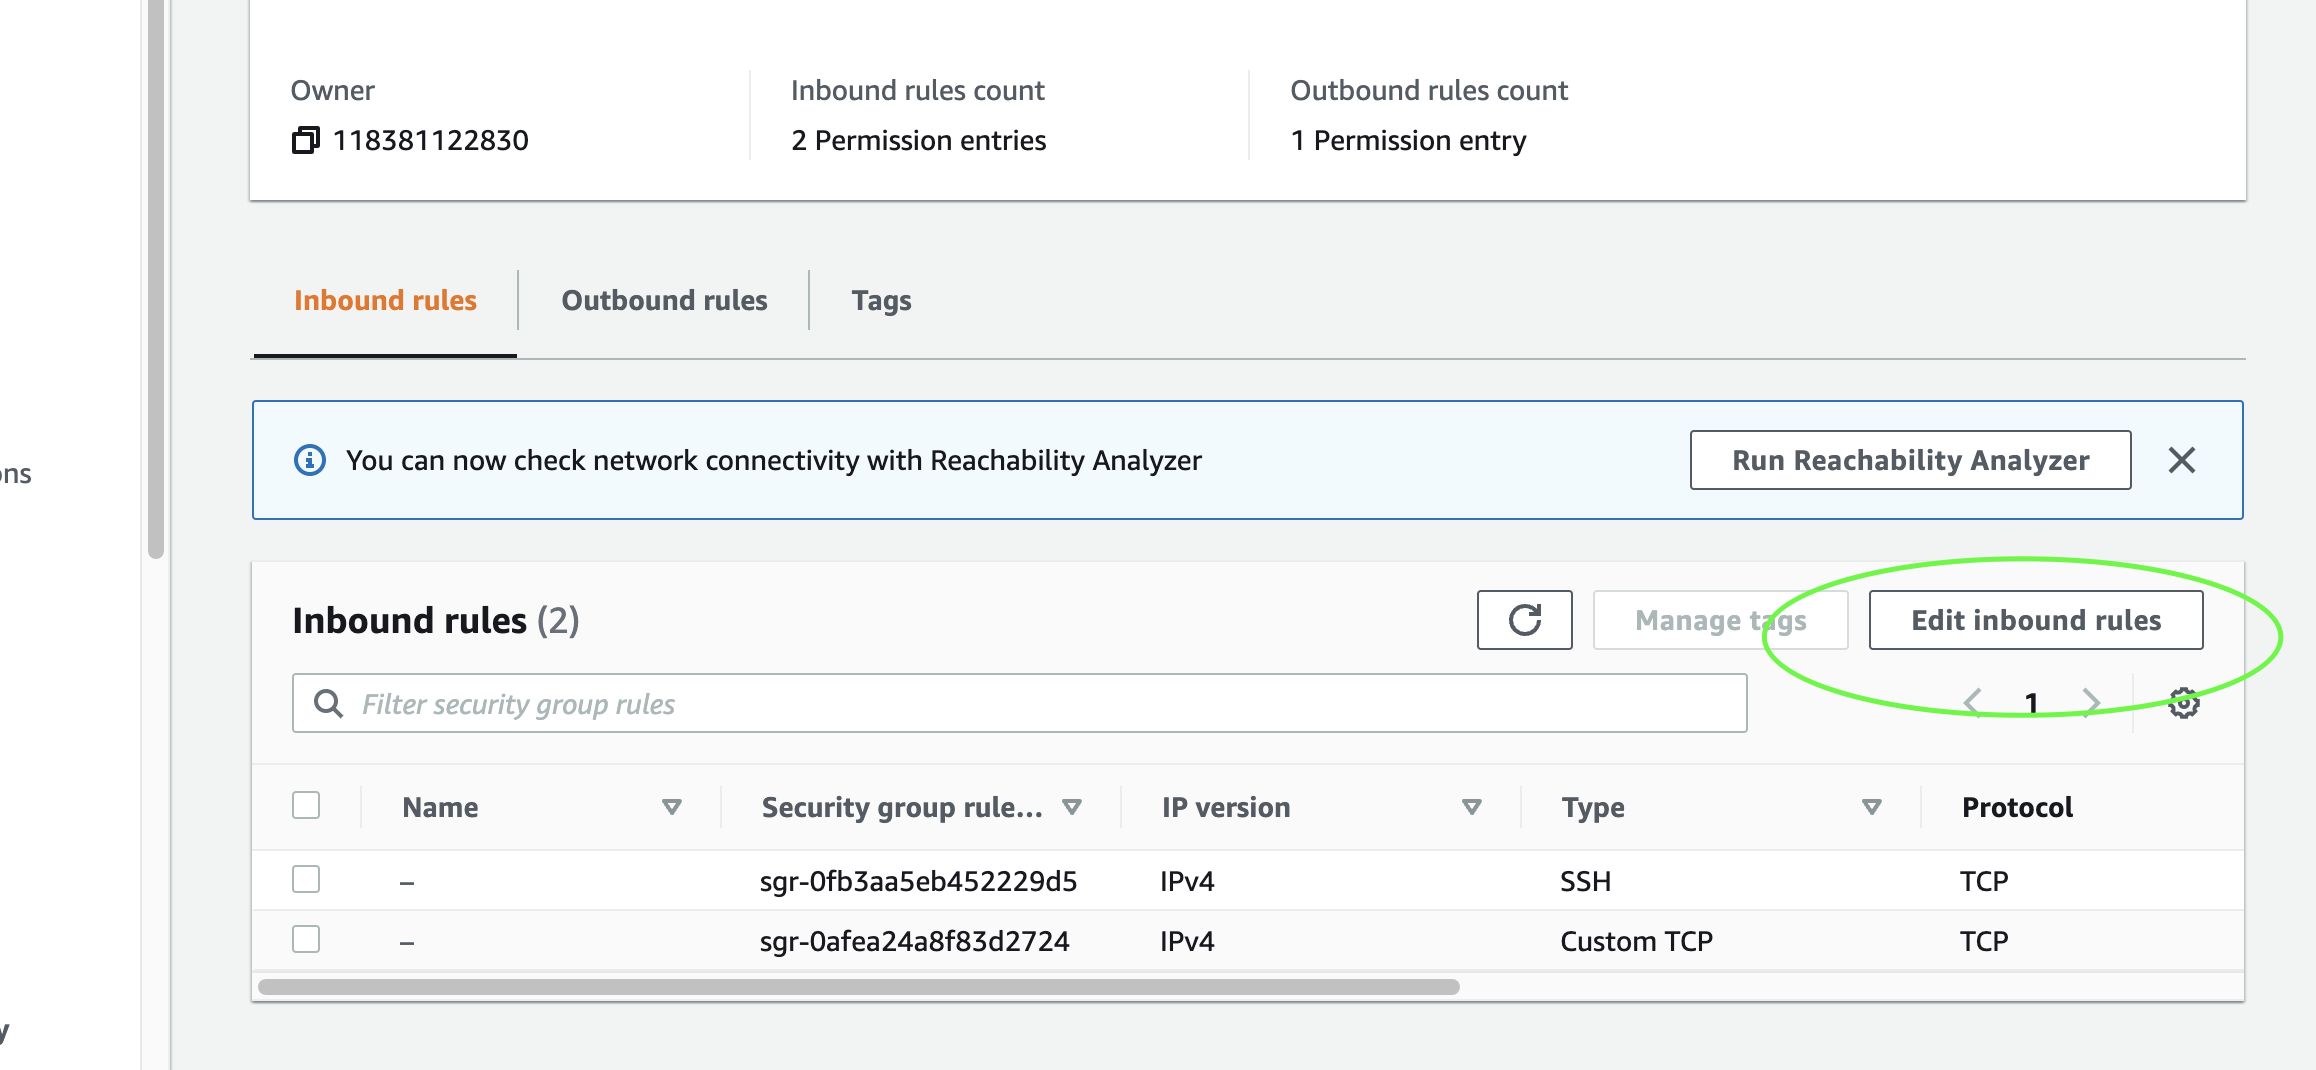 Owner
Inbound rules count
Outbound rules count
118381122830
2 Permission entries
1 Permission entry
Inbound rules
Outbound rules
Tags
ons
You can now check network connectivity with Reachability Analyzer
Run Reachability Analyzer
Inbound rules (2)
Manage tags
Edit inbound rules
Filter security group rules
1
Name
Security group rule...
IP version
Type
Protocol
–
sgr-0fb3aa5eb452229d5
IPv4
SSH
TCP
–
sgr-0afea24a8f83d2724
IPv4
Custom TCP
TCP
y